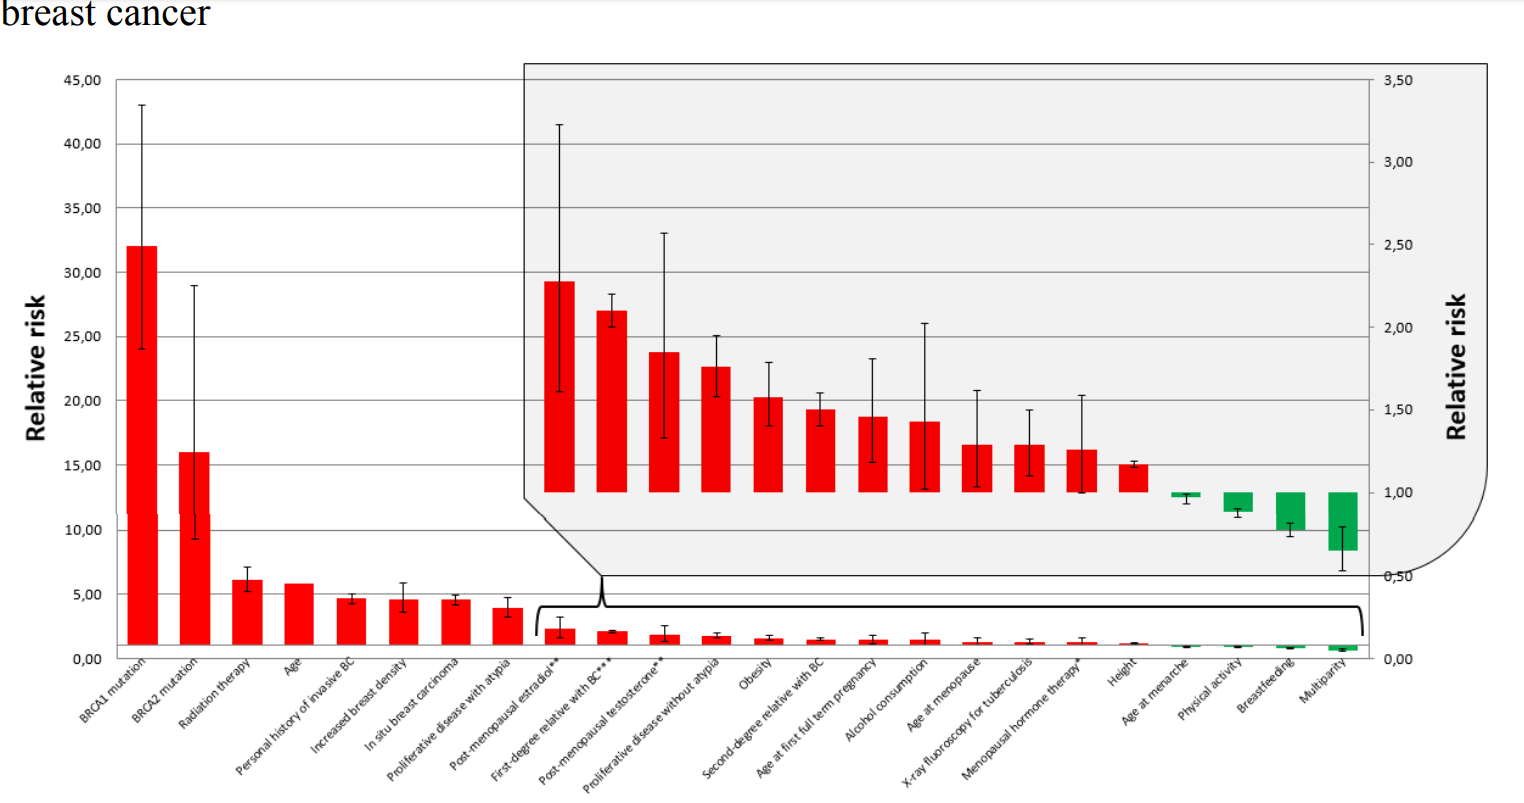 breast cancer
45,00
40,00
35,00
30,00
25,00
20,00
15,00
10,00
5,00
0,00
Relative risk
3,50
3,00
2,50
2,00
1,50
1,00
0,50
0,00
Relative risk
BRCA1 mutation
BRCA2 mutation
Radiation therapy
Age
Personal history of invasive BC
Increased breast density
In situ breast carcinoma
Proliferative disease with atypia
Post-menopausal estradiol**
First-degree relative with BC***
Post-menopausal testosterone**
Proliferative disease without atypia
Obesity
Second-degree relative with BC
Age at first full term pregnancy
Alcohol consumption
Age at menopause
X-ray fluoroscopy for tuberculosis
Menopausal hormone therapy*
Height
Age at menarche
Physical activity
Breastfeeding
Multiparity